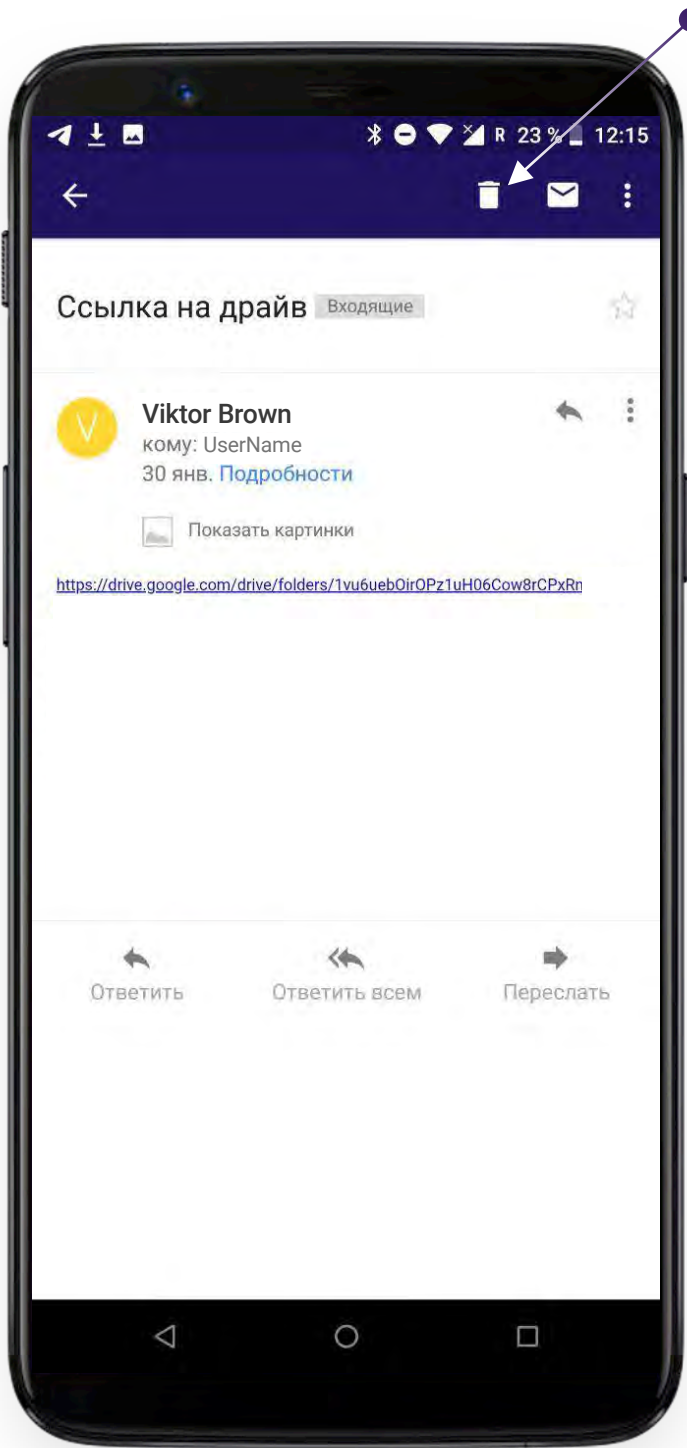 R 23 % 12:15
Ссылка на драйв Входящие
V
Viktor Brown
кому: UserName
30 янв. Подробности
Показать картинки
https://drive.google.com/drive/folders/1vu6uebOirOPz1uH06Cow8rCPxRn
Ответить Ответить всем Переслать